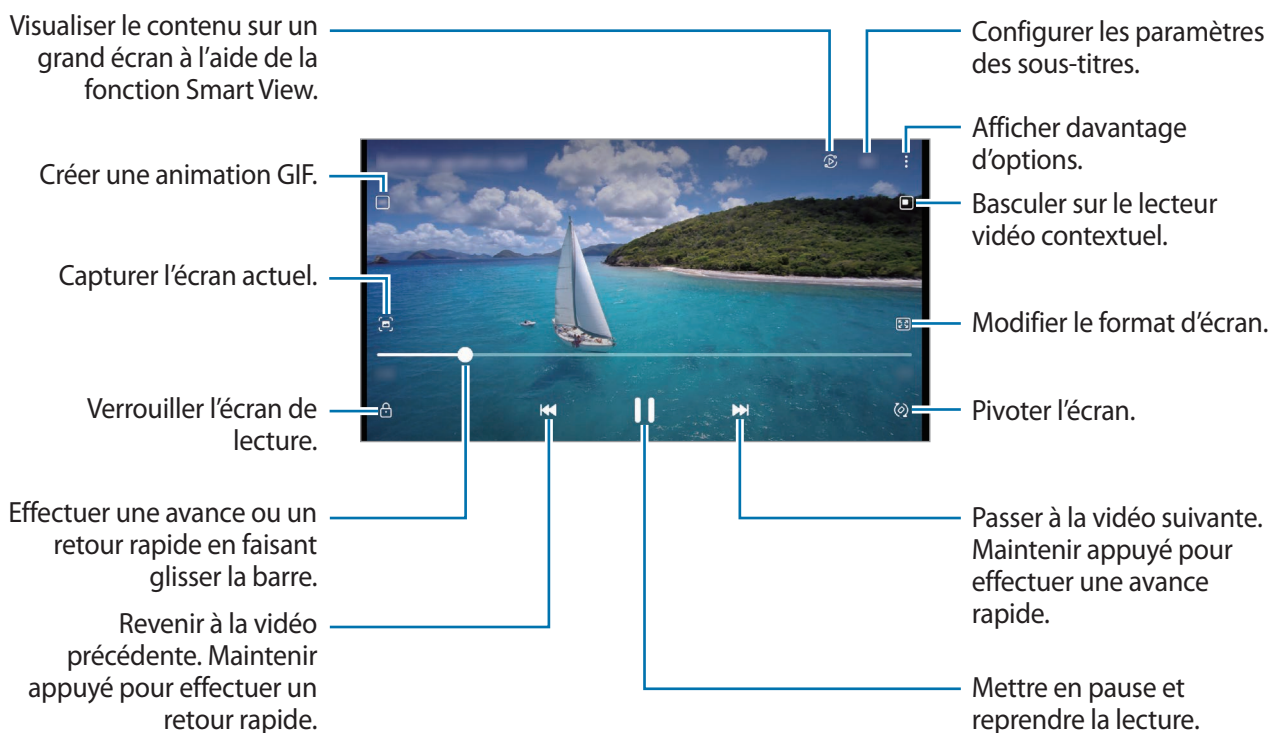 Visualiser le contenu sur un
grand écran à l’aide de la
fonction Smart View.
Créer une animation GIF.
Capturer l’écran actuel.
Verrouiller l’écran de
lecture.
Effectuer une avance ou un
retour rapide en faisant
glisser la barre.
Revenir à la vidéo
précédente. Maintenir
appuyé pour effectuer un
retour rapide.
Configurer les paramètres
des sous-titres.
Afficher davantage
d’options.
Basculer sur le lecteur
vidéo contextuel.
Modifier le format d’écran.
Pivoter l’écran.
Passer à la vidéo suivante.
Maintenir appuyé pour
effectuer une avance
rapide.
Mettre en pause et
reprendre la lecture.